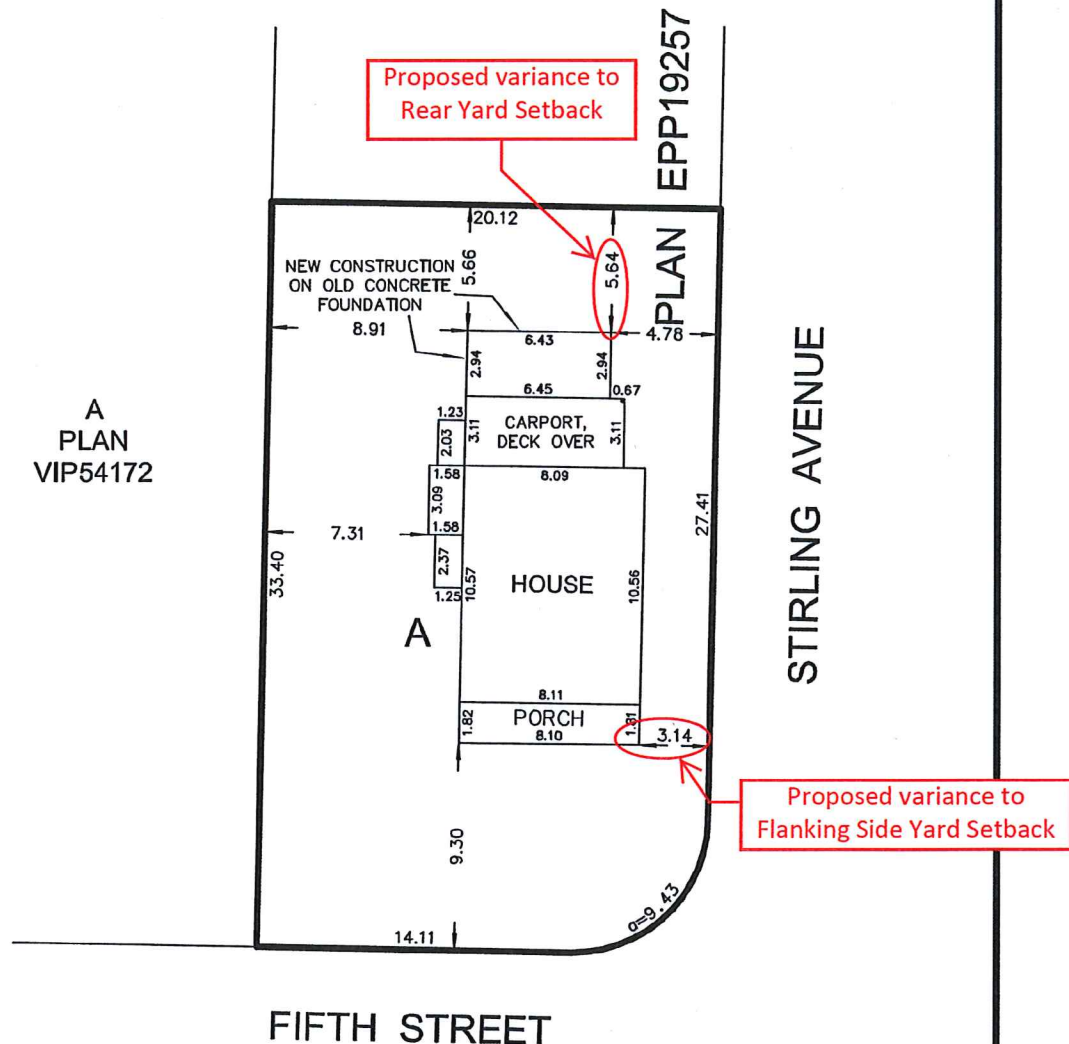 Proposed variance to
Rear Yard Setback
PLAN EPP19257
20.12
5.66
5.64
NEW CONSTRUCTION
ON OLD CONCRETE
FOUNDATION
8.91
6.43
4.78
2.94
2.94
6.45
0.67
1.23
CARPORT,
DECK OVER
3.11
3.11
2.03
A
PLAN
VIP54172
1.58
8.09
3.09
1.58
7.31
2.37
1.25
33.40
10.57
HOUSE
10.56
27.41
STIRLING AVENUE
A
8.11
PORCH
1.82
1.81
8.10
3.14
Proposed variance to
Flanking Side Yard Setback
9.30
a=9.43
14.11
FIFTH STREET